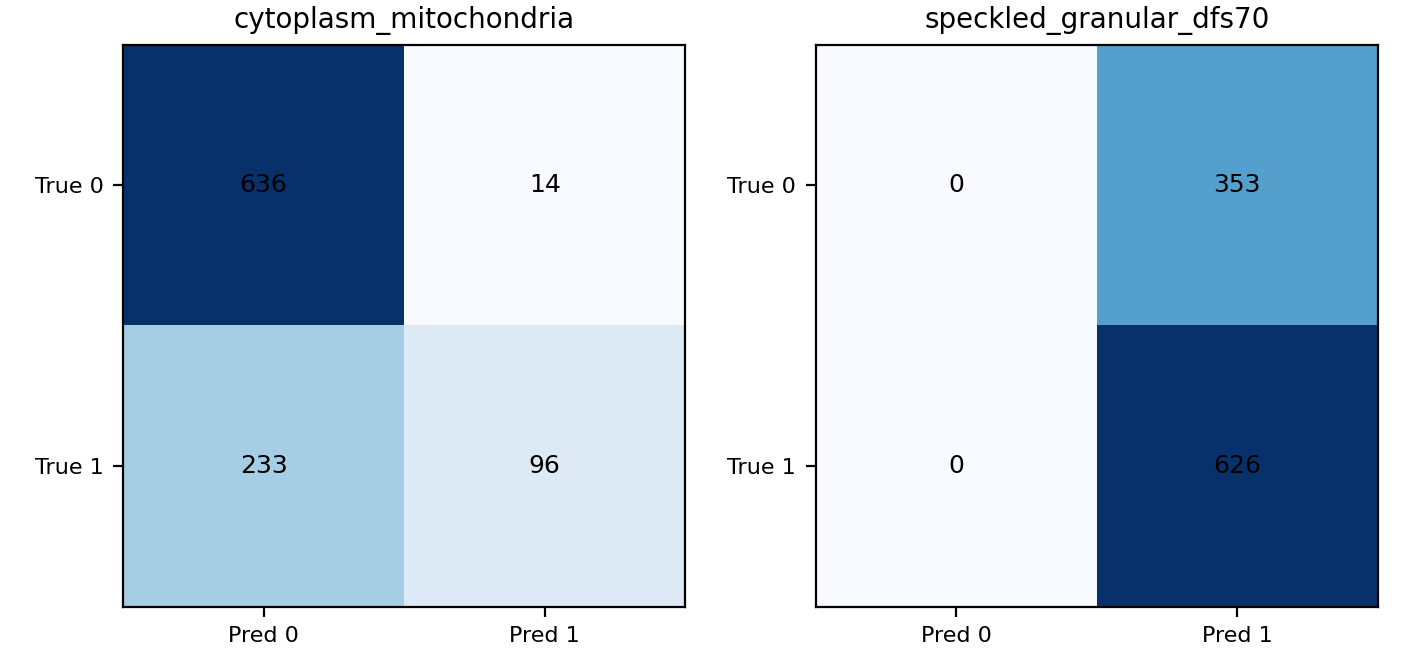 cytoplasm_mitochondria
True 0
636
14
True 1
233
96
Pred 0
Pred 1
speckled_granular_dfs70
True 0
0
353
True 1
0
626
Pred 0
Pred 1